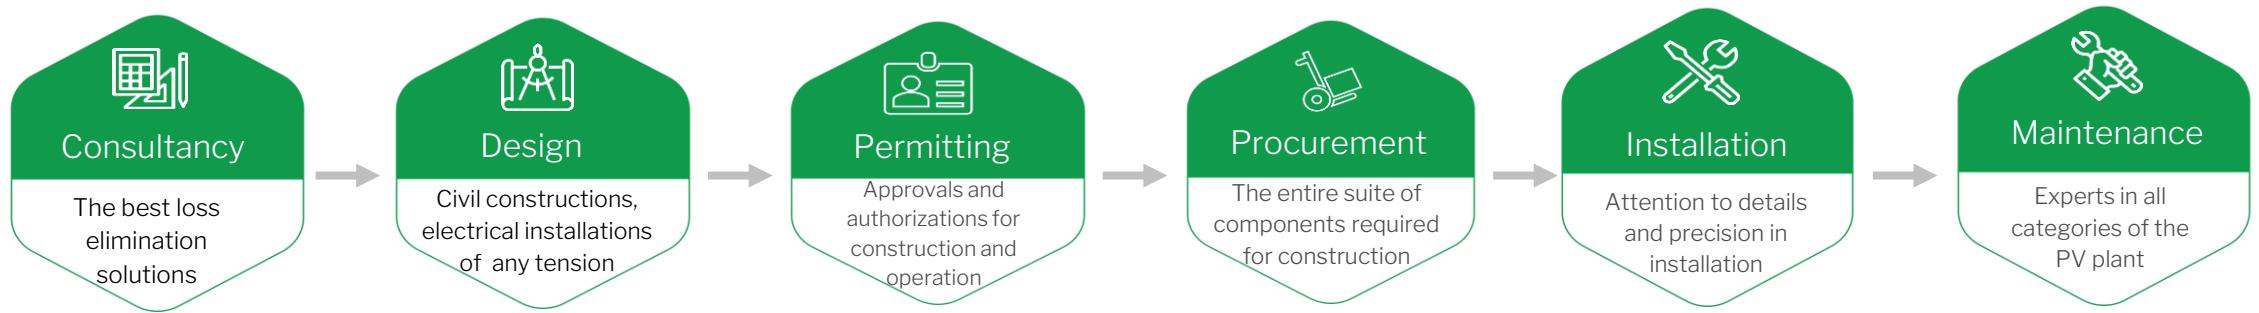 Consultancy
The best loss
elimination
solutions
Design
Civil constructions,
electrical installations
of any tension
Permitting
Approvals and
authorizations for
construction and
operation
Procurement
The entire suite of
components required
for construction
Installation
Attention to details
and precision in
installation
Maintenance
Experts in all
categories of the
PV plant